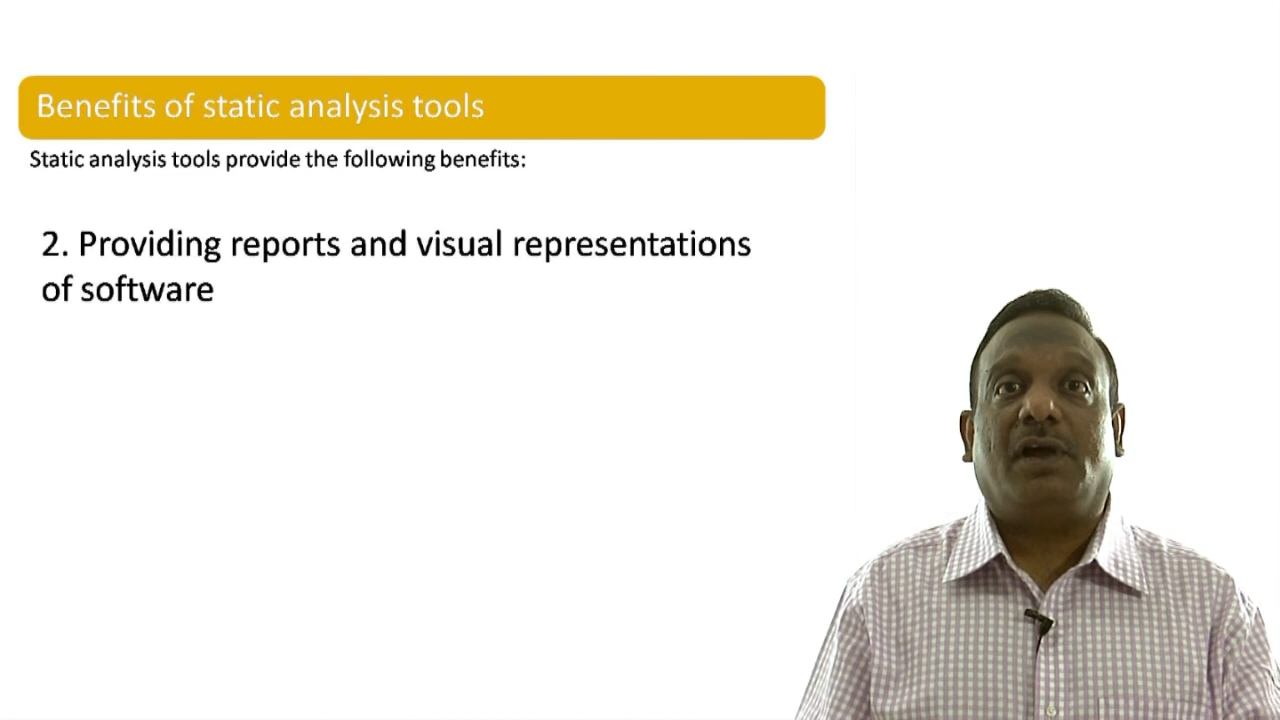 Benefits of static analysis tools
Static analysis tools provide the following benefits:
2. Providing reports and visual representations
of software